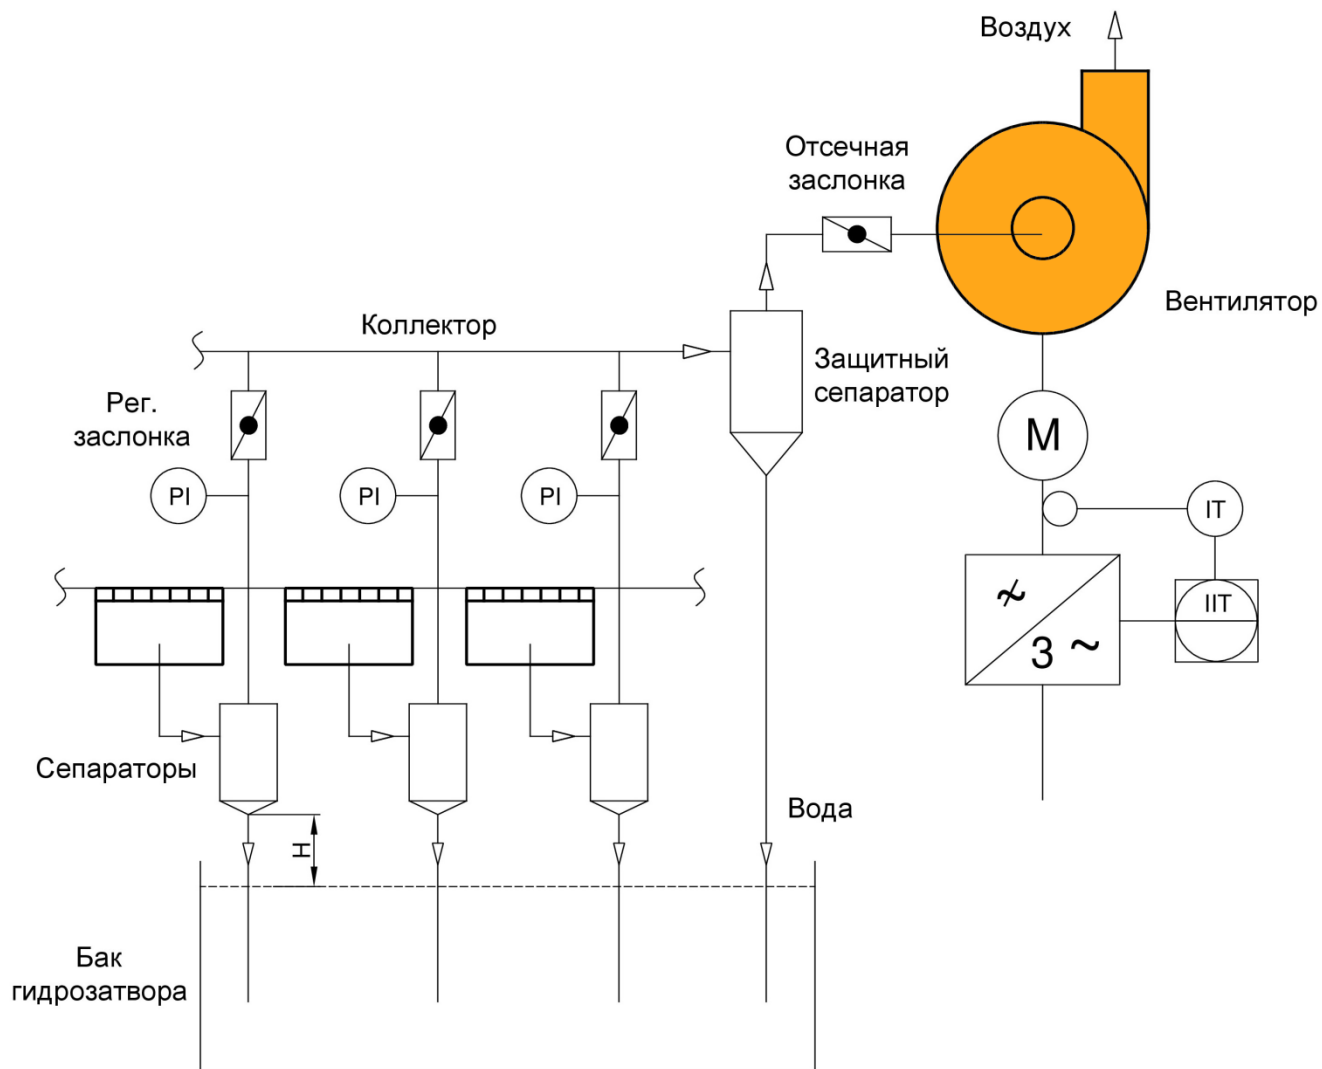 Воздух
Отсечная
заслонка
Вентилятор
Коллектор
Защитный
сепаратор
Рег.
заслонка
M
PI
PI
PI
IT
IIT
3 ~
Сепараторы
H
Вода
Бак
гидрозатвора